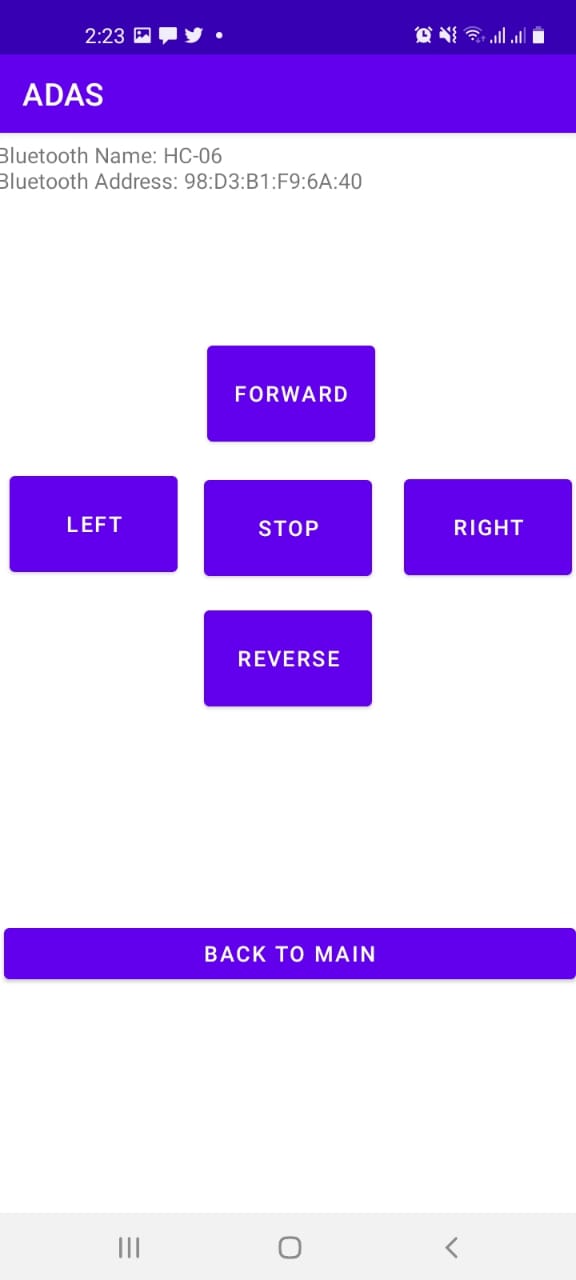 2:23
ADAS
Bluetooth Name: HC-06
Bluetooth Address: 98:D3:B1:F9:6A:40
FORWARD
LEFT STOP RIGHT
REVERSE
BACK TO MAIN